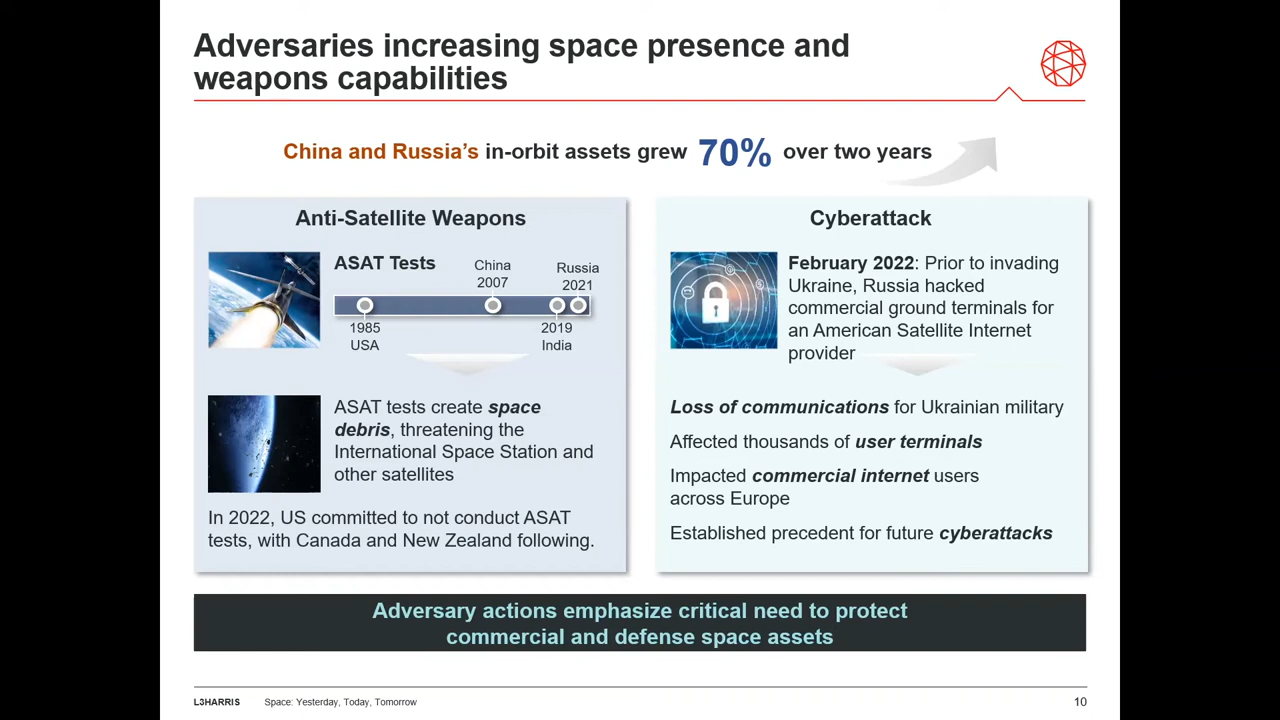 Adversaries increasing space presence and
weapons capabilities
China and Russia's in-orbit assets grew 70% over two years
Anti-Satellite Weapons
ASAT Tests
China
2007
Russia
2021
1985
USA
2019
India
ASAT tests create space
debris, threatening the
International Space Station and
other satellites
In 2022, US committed to not conduct ASAT
tests, with Canada and New Zealand following.
Cyberattack
February 2022: Prior to invading
Ukraine, Russia hacked
commercial ground terminals for
an American Satellite Internet
provider
Loss of communications for Ukrainian military
Affected thousands of user terminals
Impacted commercial internet users
across Europe
Established precedent for future cyberattacks
Adversary actions emphasize critical need to protect
commercial and defense space assets
L3HARRIS Space: Yesterday, Today, Tomorrow 10